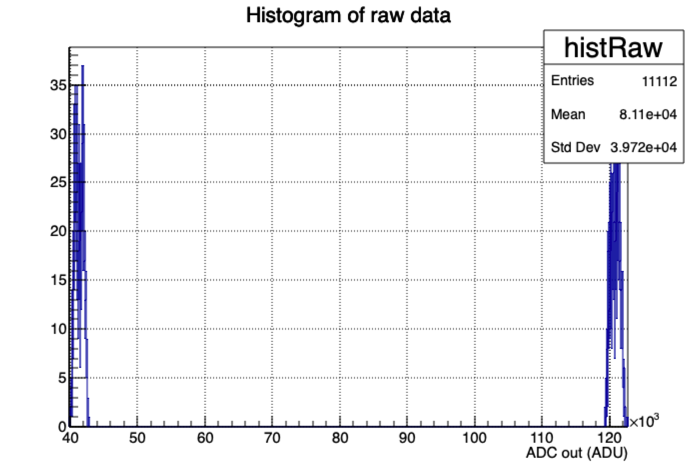 Histogram of raw data
histRaw
Entries 11112
Mean 8.11e+04
Std Dev 3.972e+04
35
30
25
20
15
10
5
0
40 50 60 70 80 90 100 110 120 ×10³
ADC out (ADU)